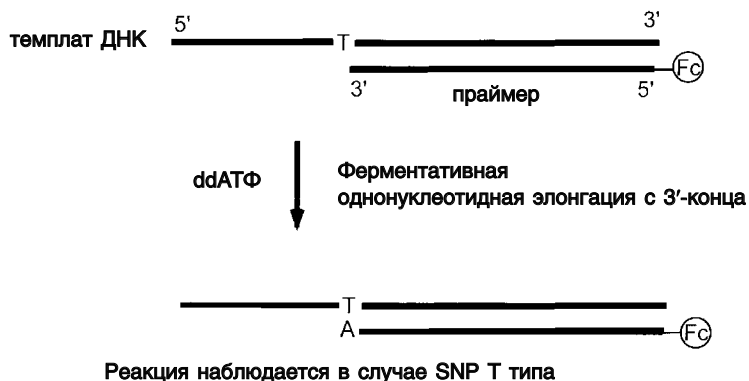 5'
3'
темплат ДНК
T
Fc
3'
праймер
5'
ddАТФ
Ферментативная
однонуклеотидная элонгация с 3'-конца
T
A
Fc
Реакция наблюдается в случае SNP T типа